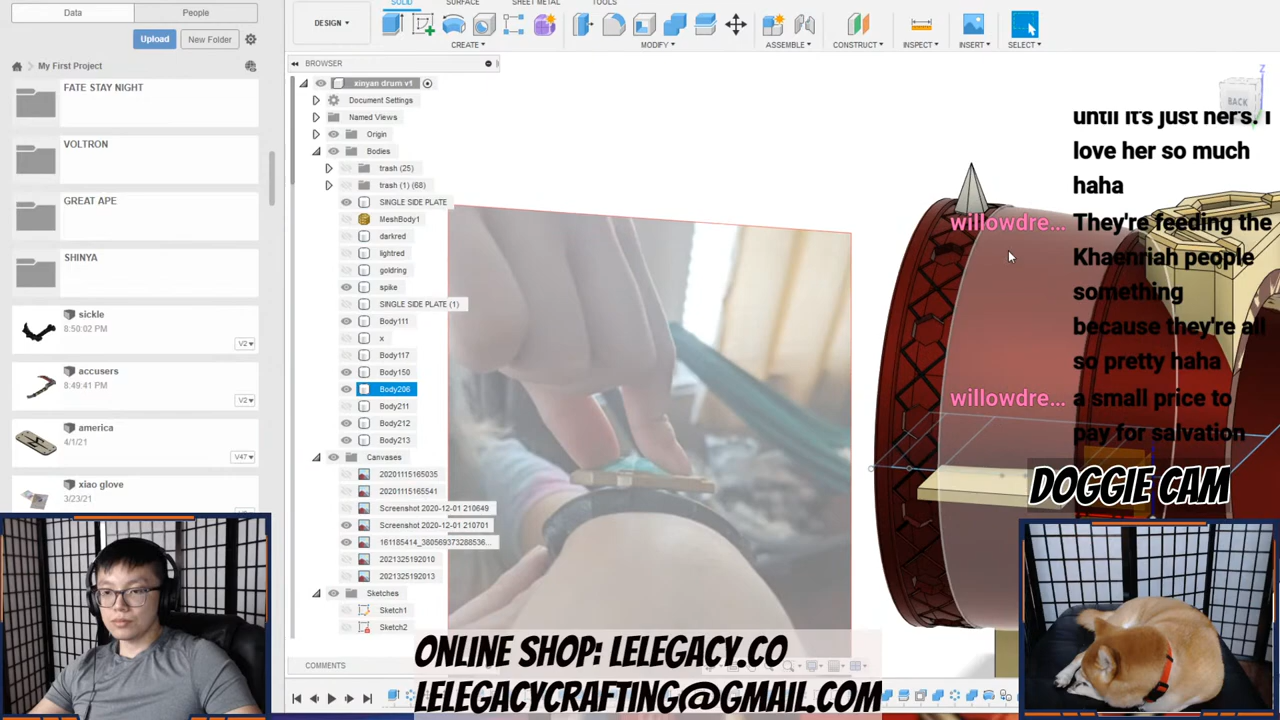 Data
People
Upload
New Folder
My First Project
FATE STAY NIGHT
VOLTRON
GREAT APE
SHINYA
sickle
8:50:02 PM
V2
accusers
8:49:41 PM
V2
america
4/1/21
V47
xiao glove
3/23/21
SOLID
SURFACE
SHEET METAL
TOOLS
DESIGN
CREATE
MODIFY
ASSEMBLE
CONSTRUCT
INSPECT
INSERT
SELECT
BROWSER
xinyan drum v1
Document Settings
Named Views
Origin
Bodies
trash (25)
trash (1) (68)
SINGLE SIDE PLATE
MeshBody1
darkred
lightred
goldring
spike
SINGLE SIDE PLATE (1)
Body111
x
Body117
Body150
Body206
Body211
Body212
Body213
Canvases
20201115165035
20201115165541
Screenshot 2020-12-01 210649
Screenshot 2020-12-01 210701
161185414_380569373288536...
2021325192010
2021325192013
Sketches
Sketch1
Sketch2
COMMENTS
Z
BACK
until it's just her's. I
love her so much
haha
willowdre... They're feeding the
Khaenriah people
something
because they're all
so pretty haha
willowdre... a small price to
pay for salvation
DOGGIE CAM
ONLINE SHOP: LELEGACY.CO
LELEGACYCRAFTING@GMAIL.COM